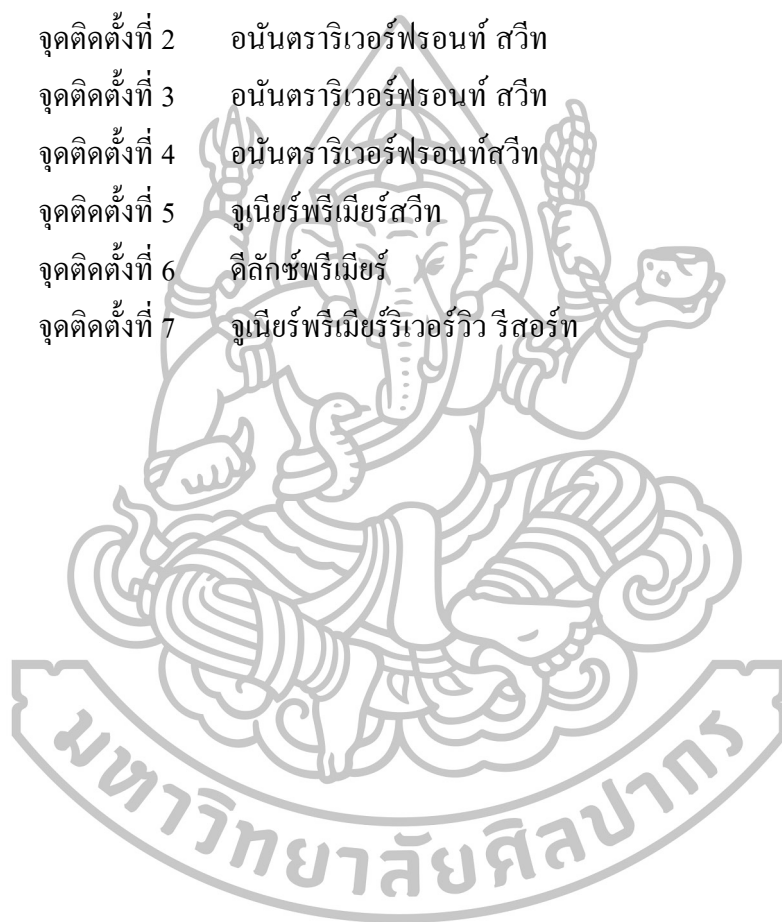 จุดติดตั้งที่ 2 อนันตราริเวอร์ฟรอนท์ สวีท
จุดติดตั้งที่ 3 อนันตราริเวอร์ฟรอนท์ สวีท
จุดติดตั้งที่ 4 อนันตราริเวอร์ฟรอนท์สวีท
จุดติดตั้งที่ 5 จูเนียร์พรีเมียร์สวีท
จุดติดตั้งที่ 6 ดีลักซ์พรีเมียร์
จุดติดตั้งที่ 7 จูเนียร์พรีเมียร์ริเวอร์วิว รีสอร์ท
มหาวิทยาลัยศิลปากร